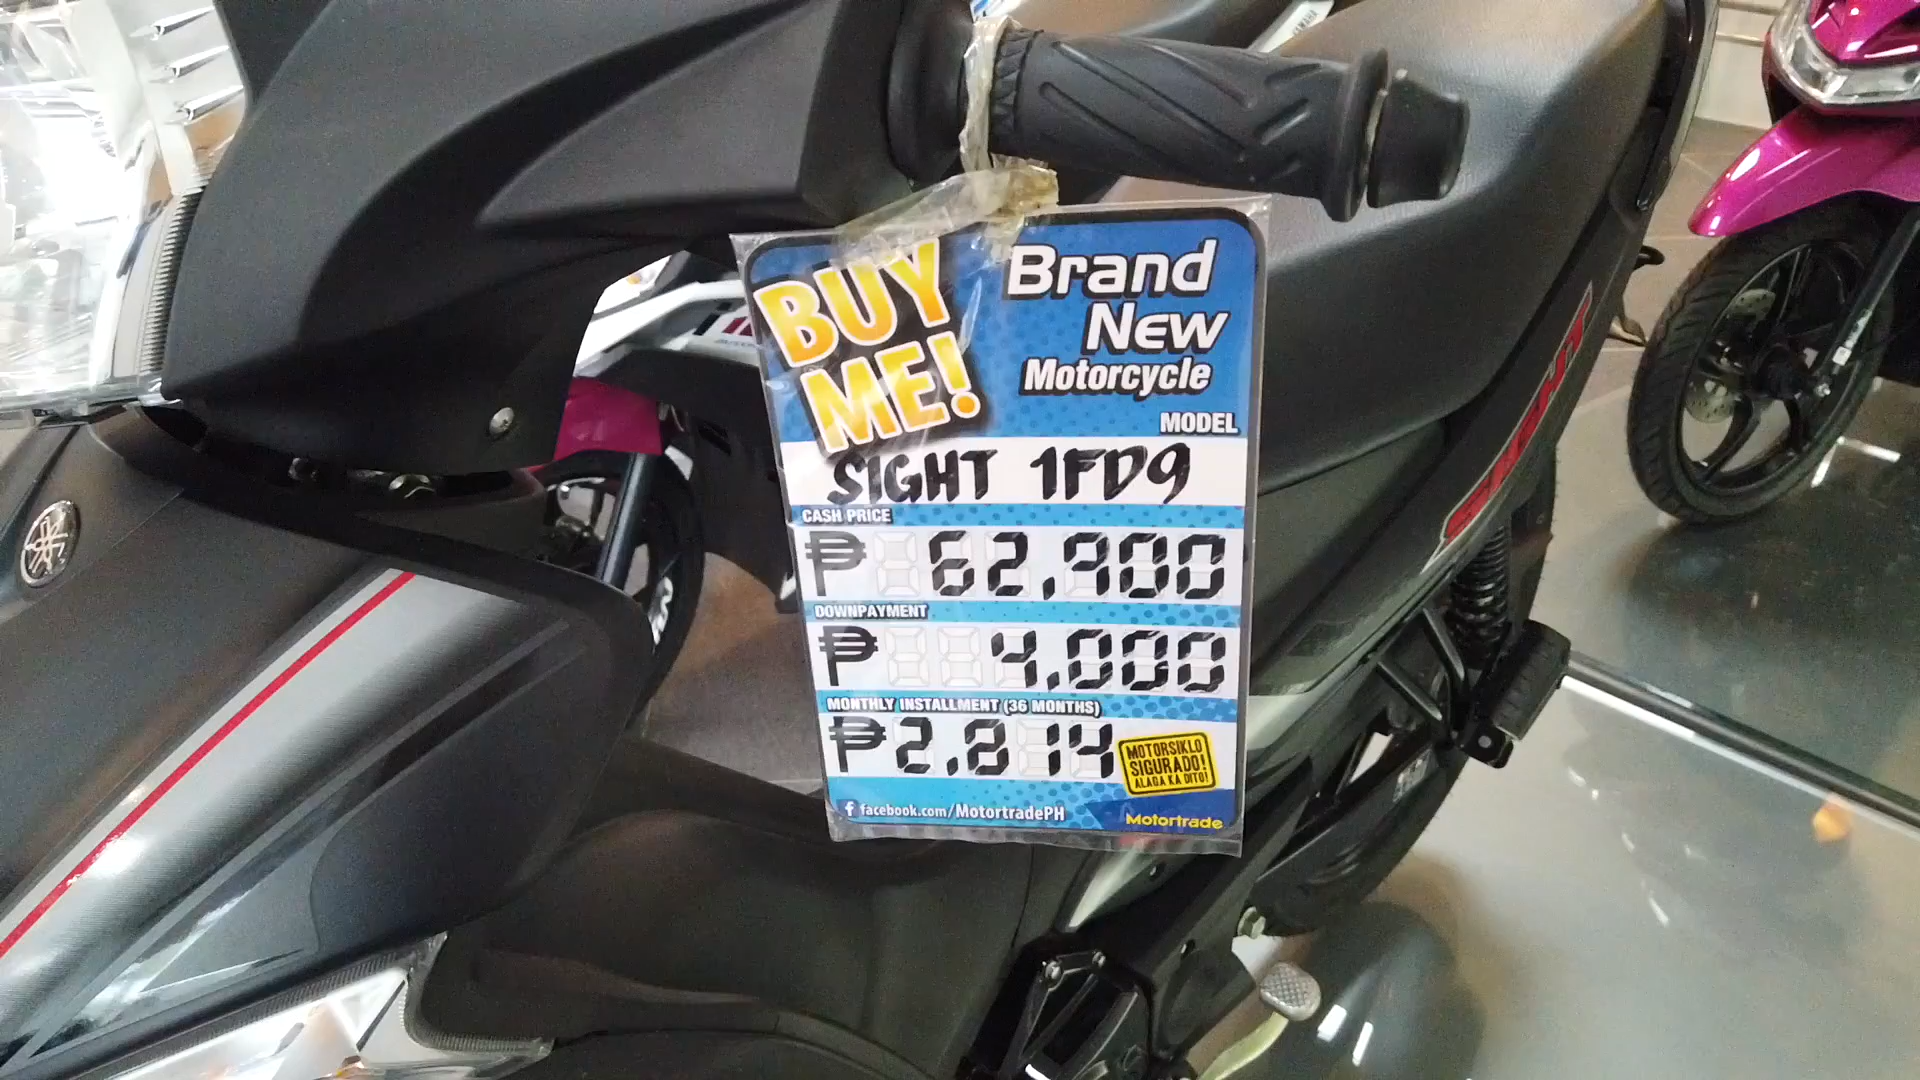 BUY
ME!
Brand
New
Motorcycle
MODEL
SIGHT 1FD9
CASH PRICE
₱ 62,900
DOWNPAYMENT
₱ 4,000
MONTHLY INSTALLMENT (36 MONTHS)
₱2,814
MOTORSIKLO
SIGURADO!
ALAGA KA DITO!
facebook.com/MotortradePH
Motortrade
SIGHT